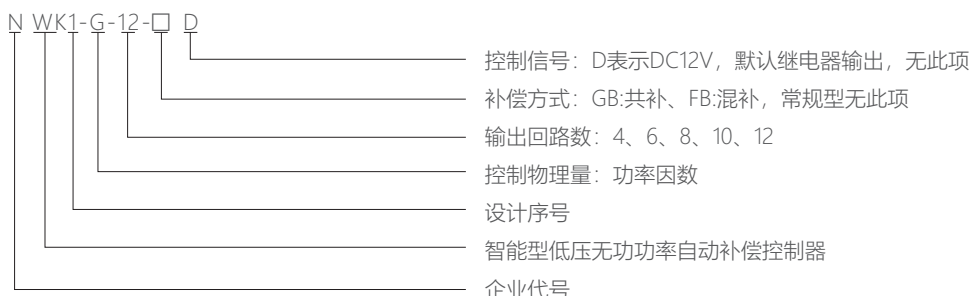 N WK1-G-12-□ D
控制信号：D表示DC12V，默认继电器输出，无此项
补偿方式：GB:共补、FB:混补，常规型无此项
输出回路数：4、6、8、10、12
控制物理量：功率因数
设计序号
智能型低压无功功率自动补偿控制器
企业代号